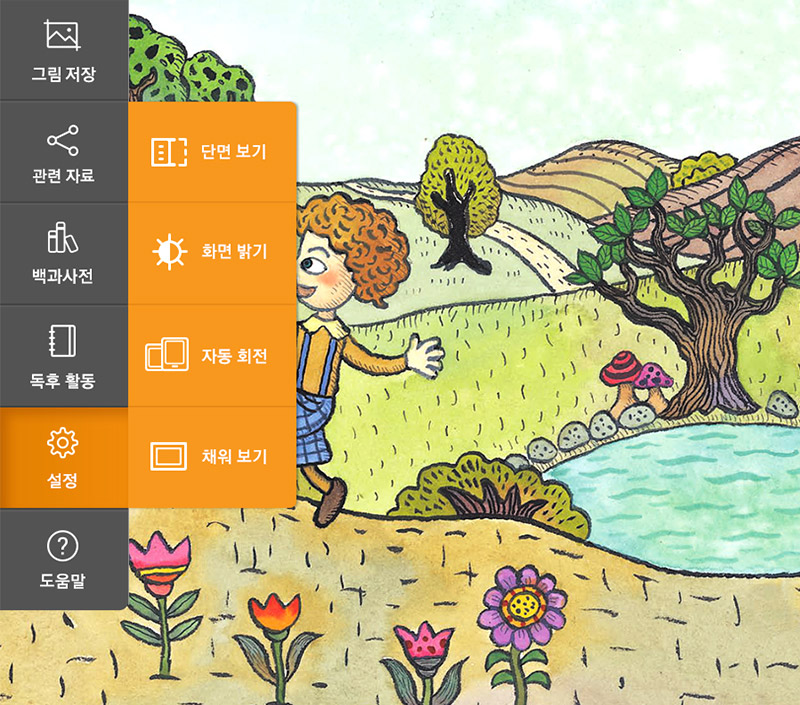 그림 저장
관련 자료
백과사전
독후 활동
설정
도움말
단면 보기
화면 밝기
자동 회전
채워 보기